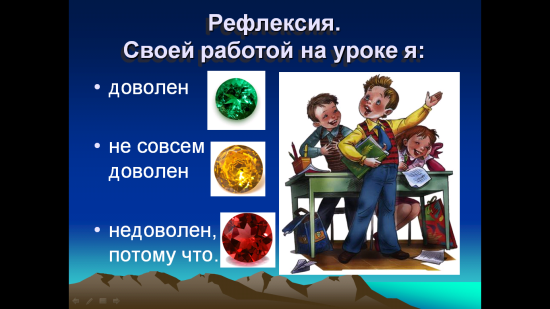 Рефлексия.
Своей работой на уроке я:
• доволен
• не совсем
доволен
• недоволен,
потому что.